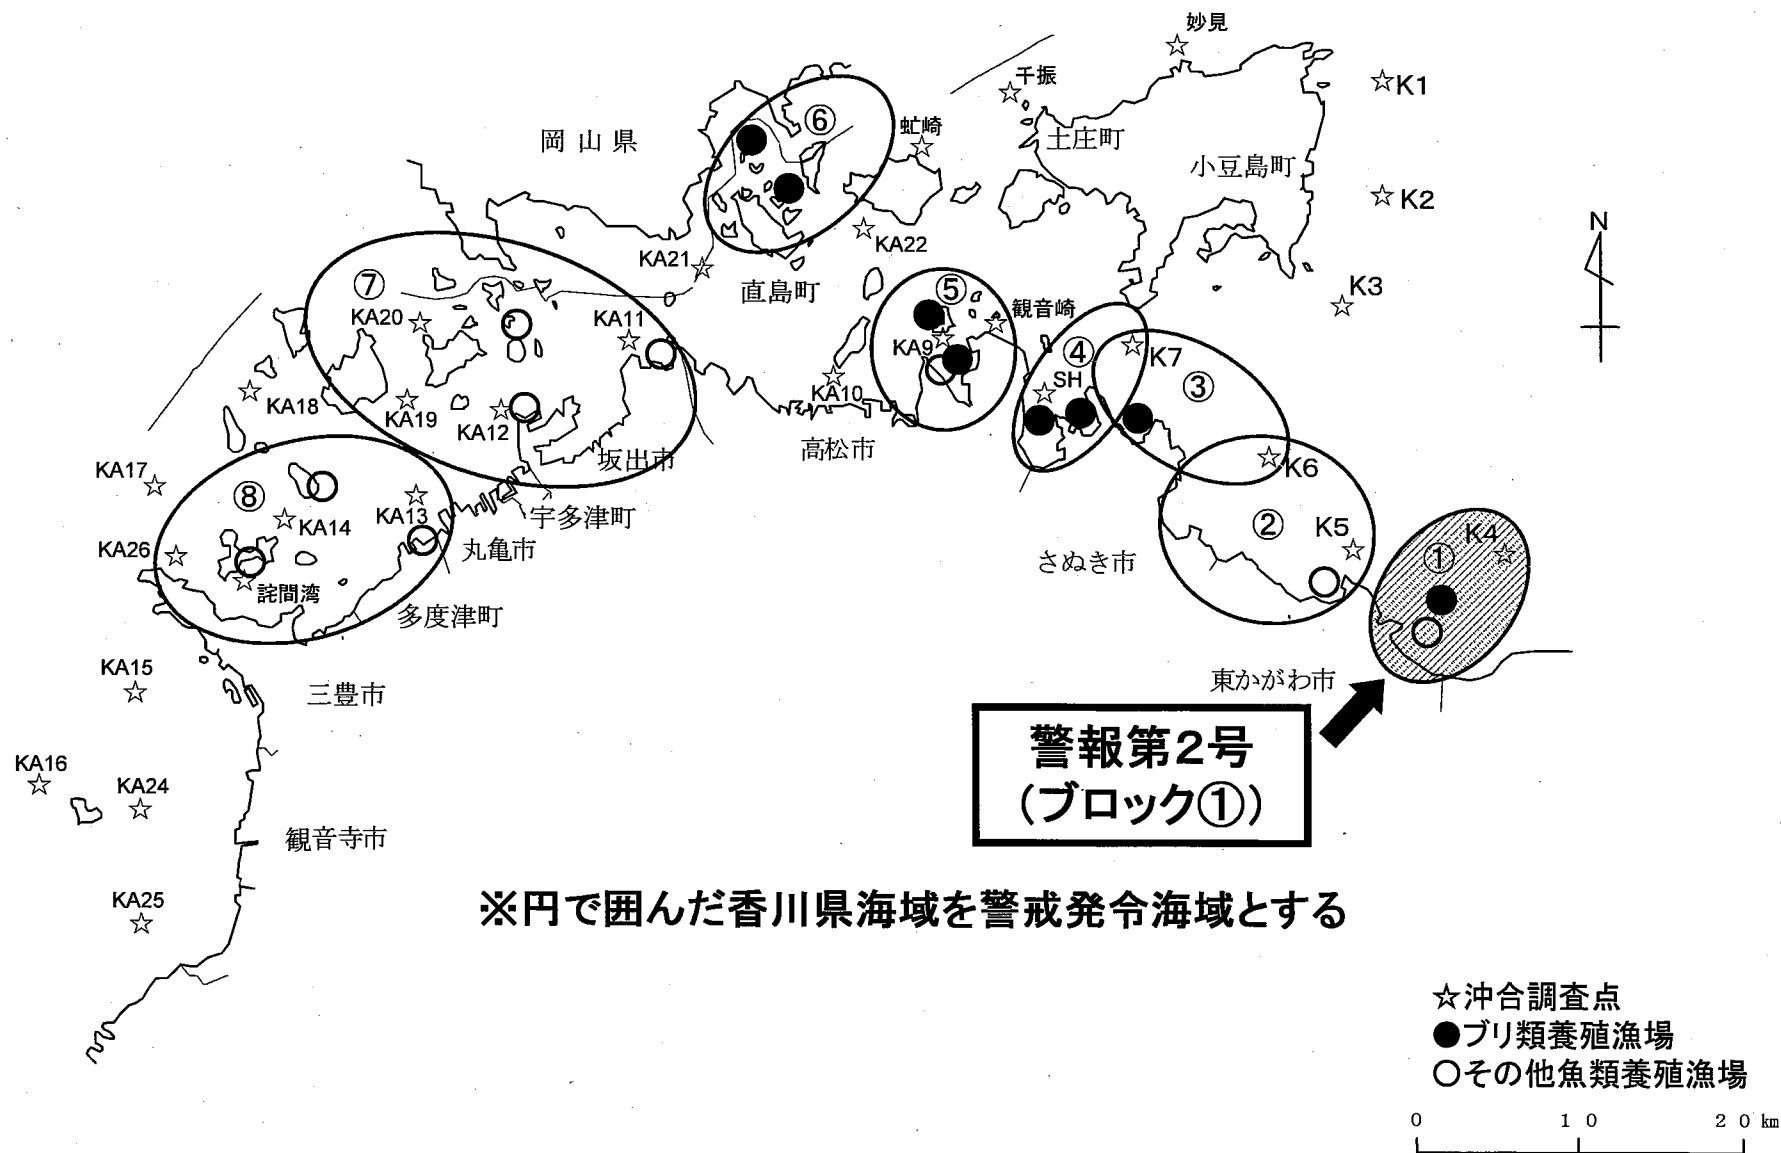 妙見
千振
K1
⑥
虻崎
岡山県
土庄町
小豆島町
K2
N
KA22
KA21
⑦
直島町
K3
⑤
観音崎
KA20
KA11
KA9
④
K7
③
SH
KA10
KA18
KA19
KA12
高松市
坂出市
KA17
K6
⑧
KA13
宇多津町
②
KA14
K5
K4
KA26
丸亀市
さぬき市
①
詫間湾
多度津町
KA15
三豊市
東かがわ市
警報第2号
(ブロック①)
KA16
KA24
観音寺市
KA25
※円で囲んだ香川県海域を警戒発令海域とする
☆沖合調査点
●ブリ類養殖漁場
○その他魚類養殖漁場
0 10 20km